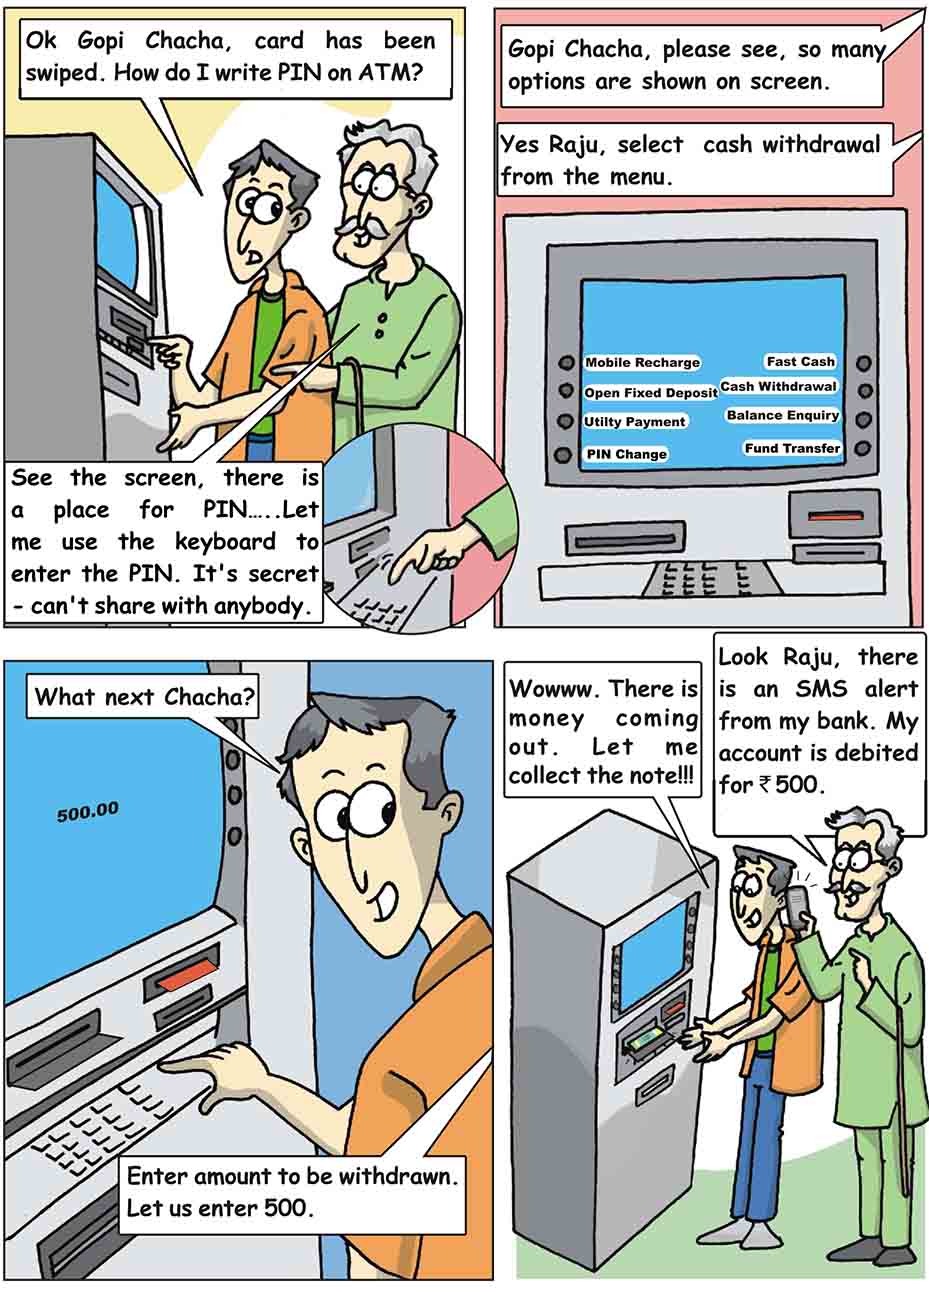 Ok Gopi Chacha, card has been
swiped. How do I write PIN on ATM?
See the screen, there is
a place for PIN.....Let
me use the keyboard to
enter the PIN. It's secret
- can't share with anybody.
Gopi Chacha, please see, so many
options are shown on screen.
Yes Raju, select cash withdrawal
from the menu.
Mobile Recharge
Fast Cash
Open Fixed Deposit
Cash Withdrawal
Utilty Payment
Balance Enquiry
PIN Change
Fund Transfer
What next Chacha?
500.00
Enter amount to be withdrawn.
Let us enter 500.
Wowww. There is
money coming
out. Let me
collect the note!!!
Look Raju, there
is an SMS alert
from my bank. My
account is debited
for ₹ 500.